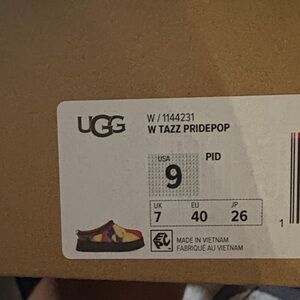 UGG
W / 1144231
W TAZZ PRIDEPOP
USA
9
PID
UK EU JP
7 40 26
MADE IN VIETNAM
FABRIQUÉ AU VIETNAM
1